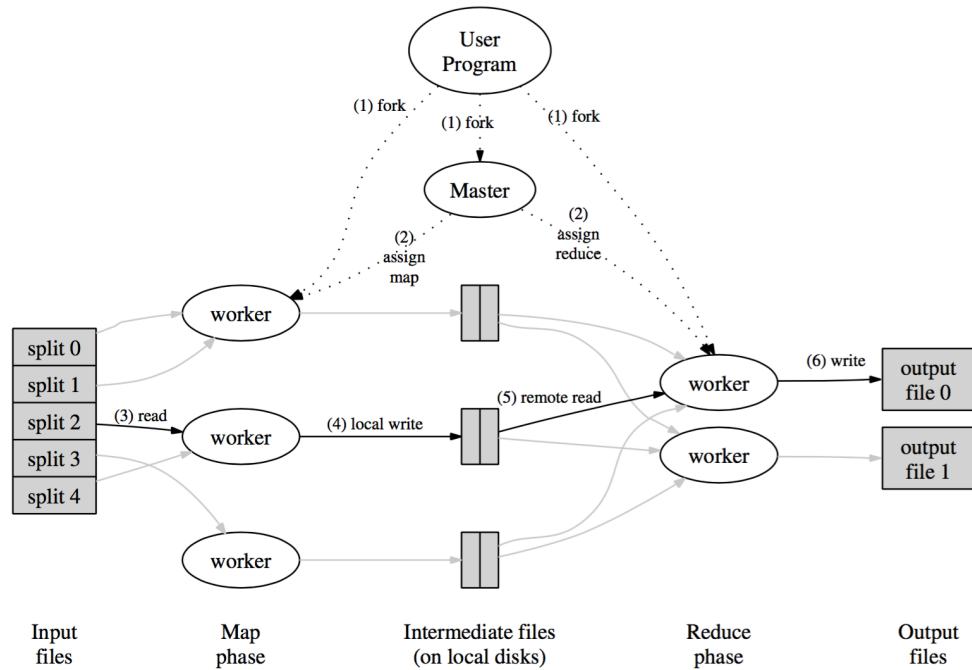 User
Program
(1) fork
(1) fork
(1) fork
Master
(2)
assign
map
(2)
assign
reduce
worker
split 0
split 1
split 2
split 3
split 4
(3) read
worker
(4) local write
(5) remote read
worker
(6) write
output
file 0
worker
output
file 1
worker
Input
files
Map
phase
Intermediate files
(on local disks)
Reduce
phase
Output
files